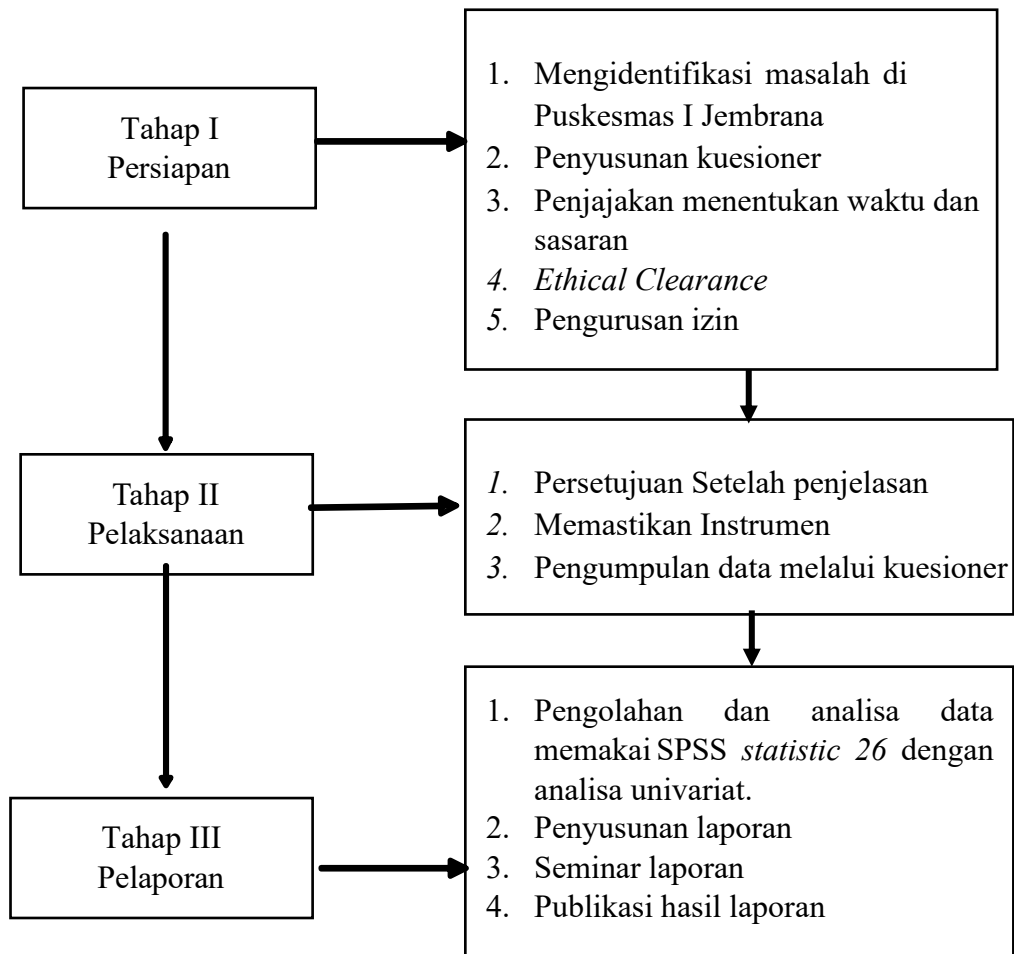 Tahap I
Persiapan
1. Mengidentifikasi masalah di
Puskesmas I Jembrana
2. Penyusunan kuesioner
3. Penjajakan menentukan waktu dan
sasaran
4. Ethical Clearance
5. Pengurusan izin
Tahap II
Pelaksanaan
1. Persetujuan Setelah penjelasan
2. Memastikan Instrumen
3. Pengumpulan data melalui kuesioner
Tahap III
Pelaporan
1. Pengolahan dan analisa data
memakai SPSS statistic 26 dengan
analisa univariat.
2. Penyusunan laporan
3. Seminar laporan
4. Publikasi hasil laporan